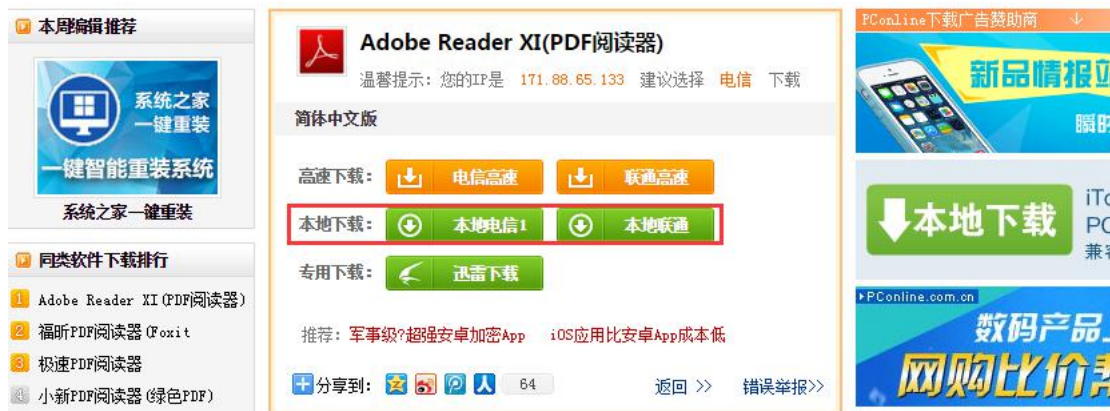 本周编辑推荐
系统之家
一键重装
一键智能重装系统
系统之家一键重装
同类软件下载排行
1 Adobe Reader XI(PDF阅读器)
2 福昕PDF阅读器(Foxit
3 极速PDF阅读器
4 小新PDF阅读器(绿色PDF)
Adobe Reader XI(PDF阅读器)
温馨提示：您的IP是 171.88.65.133 建议选择 电信 下载
简体中文版
高速下载： 电信高速 联通高速
本地下载： 本地电信1 本地联通
专用下载： 迅雷下载
推荐：军事级?超强安卓加密App iOS应用比安卓App成本低
分享到： 64 返回 >> 错误举报>>
PConline下载广告赞助商 ↓
新品情报
瞬
本地下载
iTo
PC
兼容
PConline.com.cn
数码产品
网购比价